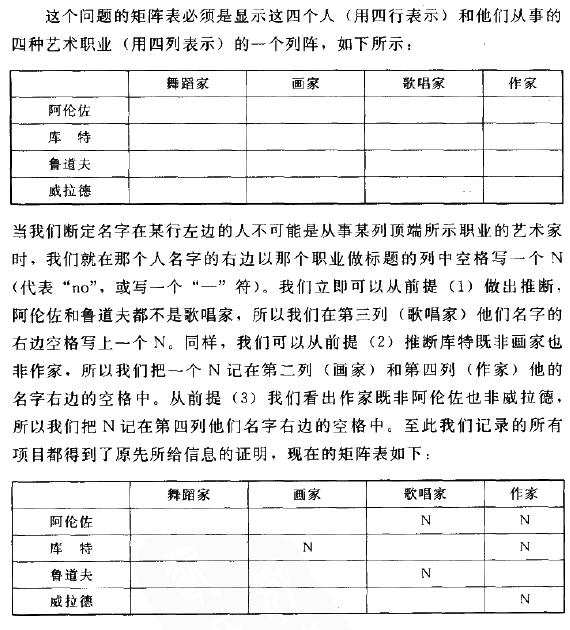 这个问题的矩阵表必须是显示这四个人（用四行表示）和他们从事的
四种艺术职业（用四列表示）的一个列阵，如下所示：
舞蹈家 画家 歌唱家 作家
阿伦佐
库 特
鲁道夫
威拉德
当我们断定名字在某行左边的人不可能是从事某列顶端所示职业的艺术家
时，我们就在那个人名字的右边以那个职业做标题的列中空格写一个 N
（代表“no”，或写一个“—”符）。我们立即可以从前提（1）做出推断，
阿伦佐和鲁道夫都不是歌唱家，所以我们在第三列（歌唱家）他们名字的
右边空格写上一个 N。同样，我们可以从前提（2）推断库特既非画家也
非作家，所以我们把一个 N 记在第二列（画家）和第四列（作家）他的
名字右边的空格中。从前提（3）我们看出作家既非阿伦佐也非威拉德，
所以我们把 N 记在第四列他们名字右边的空格中。至此我们记录的所有
项目都得到了原先所给信息的证明，现在的矩阵表如下：
舞蹈家 画家 歌唱家 作家
阿伦佐 N N
库 特 N N
鲁道夫 N
威拉德 N